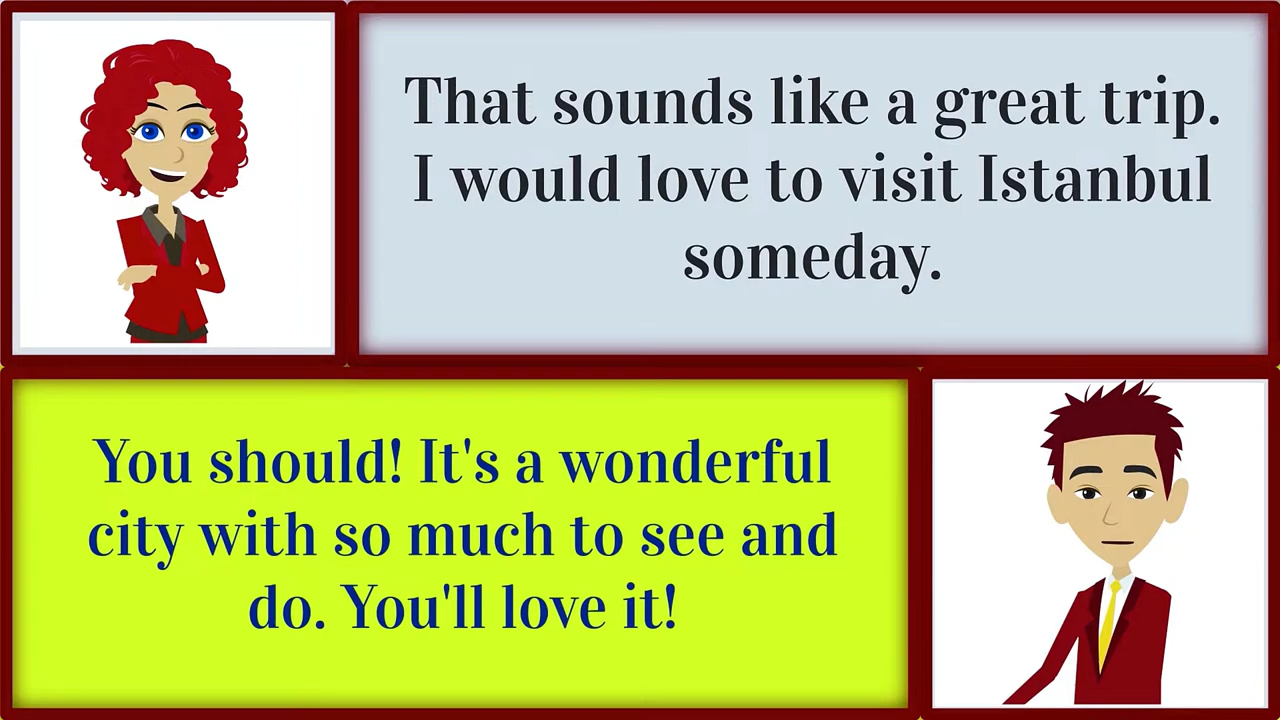 That sounds like a great trip.
I would love to visit Istanbul
someday.
You should! It's a wonderful
city with so much to see and
do. You'll love it!